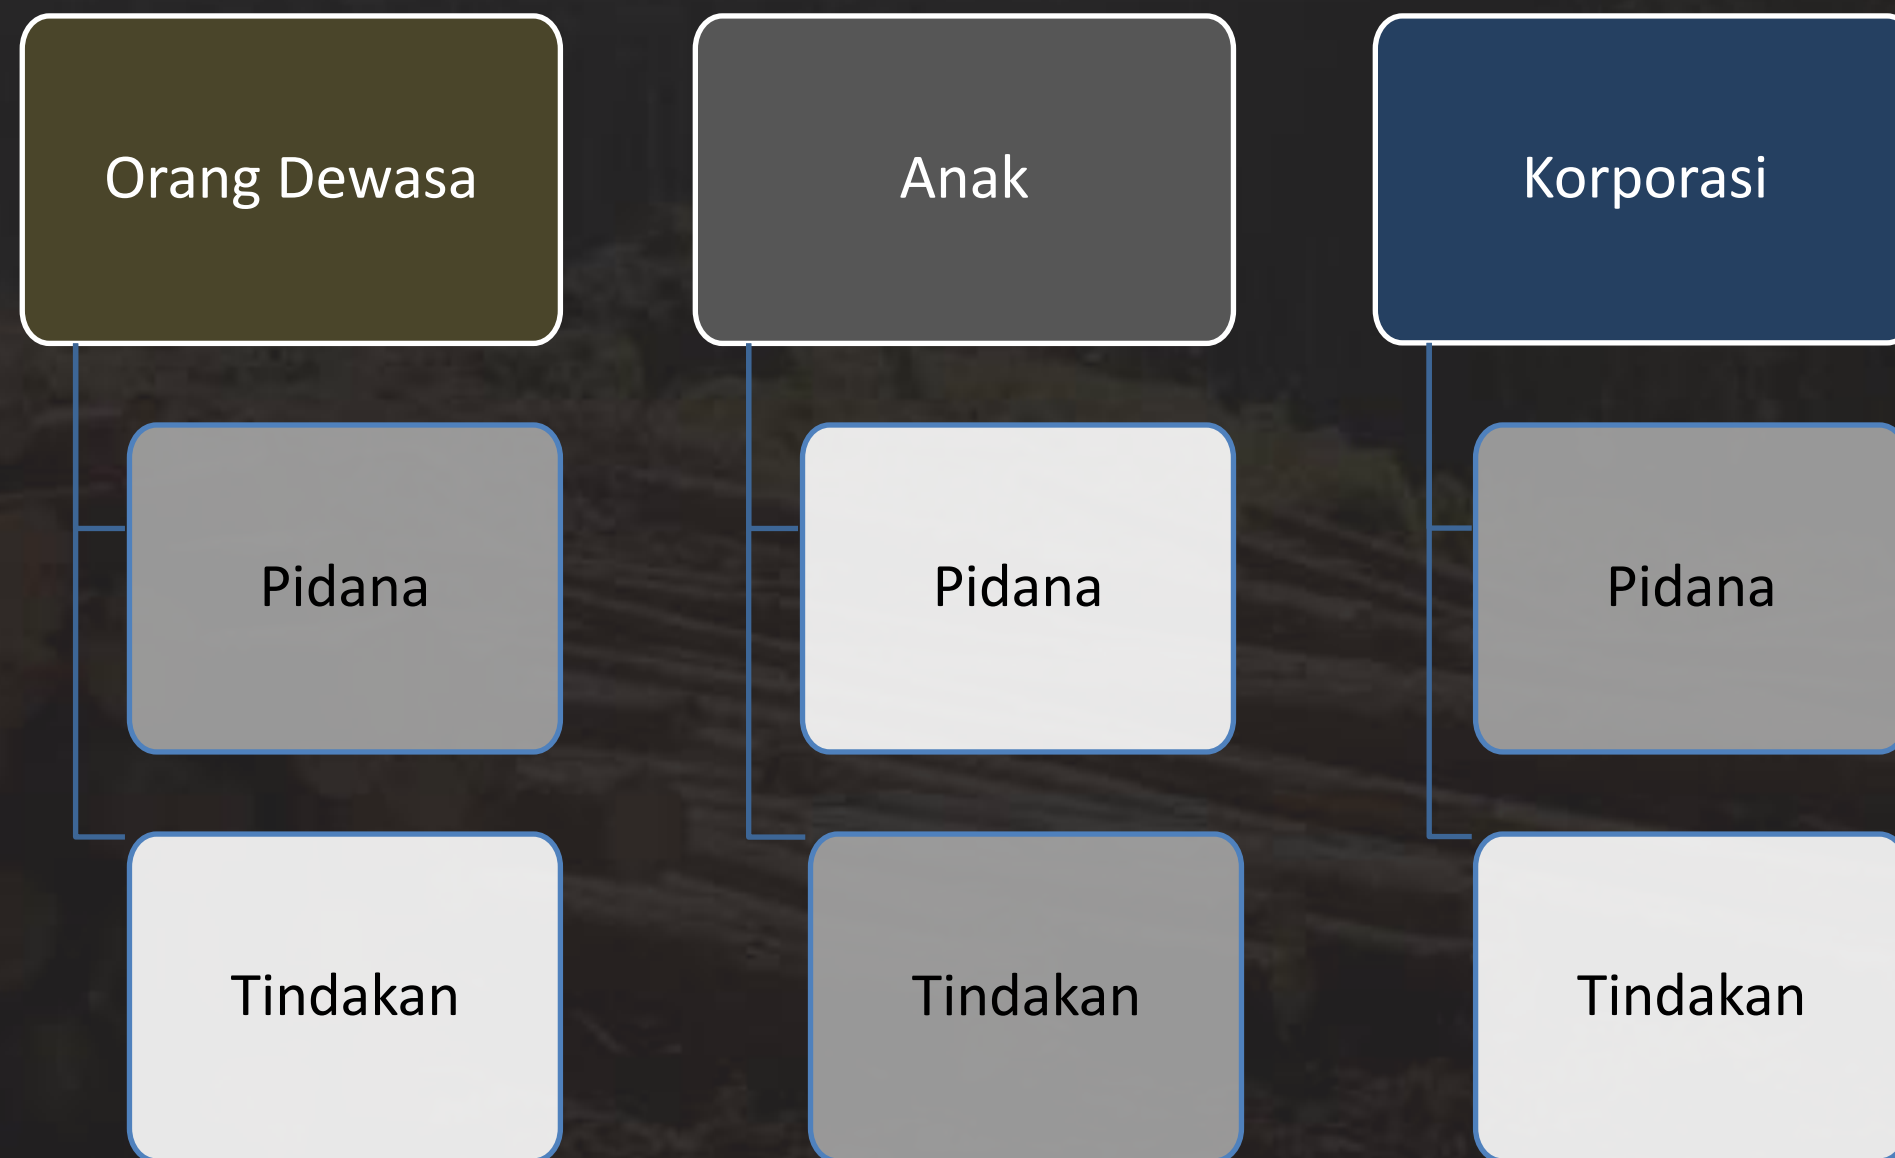 Orang Dewasa
Pidana
Tindakan
Anak
Pidana
Tindakan
Korporasi
Pidana
Tindakan